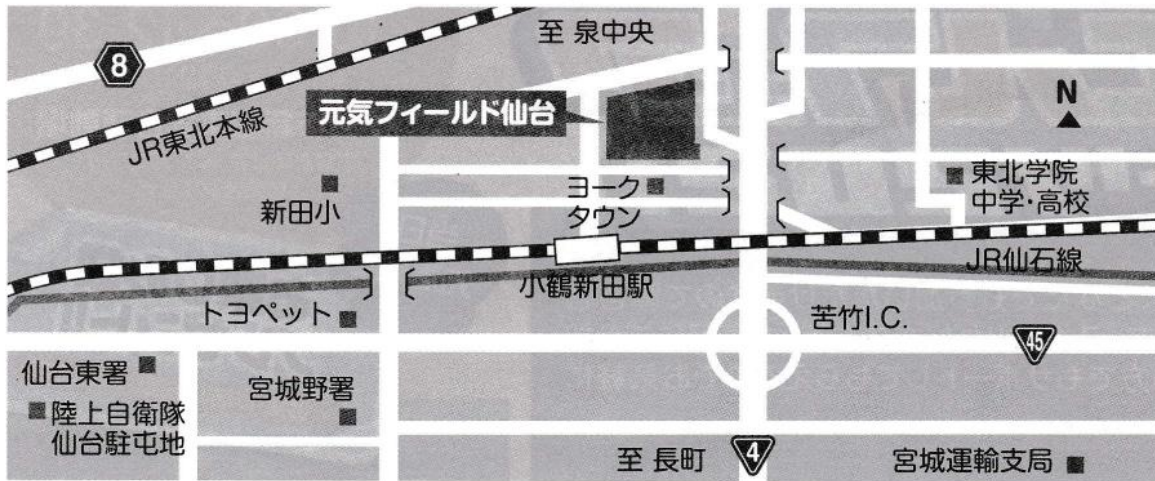 至 泉中央
8
元気フィールド仙台
N
JR東北本線
新田小
ヨーク
タウン
東北学院
中学・高校
JR仙石線
小鶴新田駅
トヨペット
苦竹I.C.
45
仙台東署
宮城野署
陸上自衛隊
仙台駐屯地
至 長町
4
宮城運輸支局